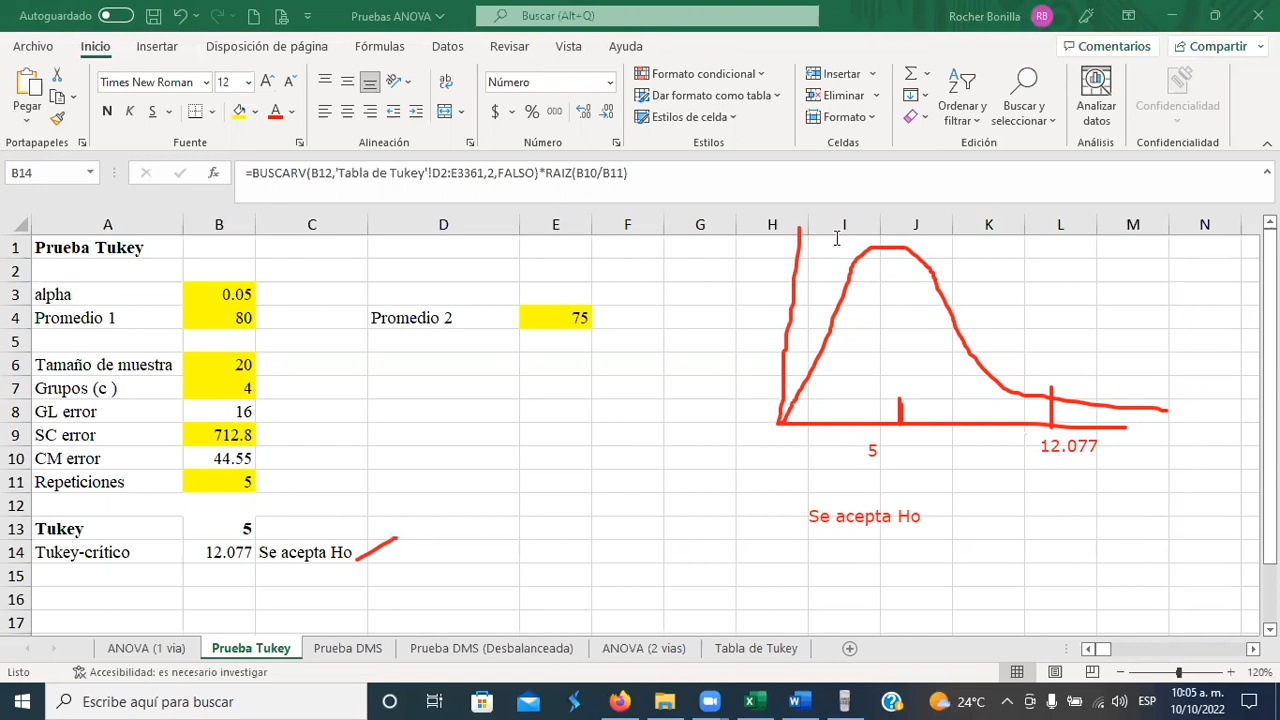 Autoguardado
Pruebas ANOVA
Buscar (Alt+Q)
Rocher Bonilla
RB
Archivo Inicio Insertar Disposición de página Fórmulas Datos Revisar Vista Ayuda
Comentarios
Compartir
Pegar
Times New Roman 12
N K S
Número
$ % 000
Formato condicional
Dar formato como tabla
Estilos de celda
Insertar
Eliminar
Formato
Ordenar y filtrar
Buscar y seleccionar
Analizar datos
Confidencialidad
Portapapeles Fuente Alineación Número Estilos Celdas Edición Análisis Confidencialidad
B14
=BUSCARV(B12,'Tabla de Tukey'!D2:E3361,2,FALSO)*RAIZ(B10/B11)
A B C D E F G H I J K L M N
1 Prueba Tukey
2
3 alpha 0.05
4 Promedio 1 80 Promedio 2 75
5
6 Tamaño de muestra 20
7 Grupos (c ) 4
8 GL error 16
9 SC error 712.8
10 CM error 44.55
11 Repeticiones 5
12
13 Tukey 5
14 Tukey-crítico 12.077 Se acepta Ho
15
16
17
5
12.077
Se acepta Ho
ANOVA (1 via) Prueba Tukey Prueba DMS Prueba DMS (Desbalanceada) ANOVA (2 vias) Tabla de Tukey
Listo
Accesibilidad: es necesario investigar
120%
Escribe aquí para buscar
24°C
ESP
10:05 a. m.
10/10/2022